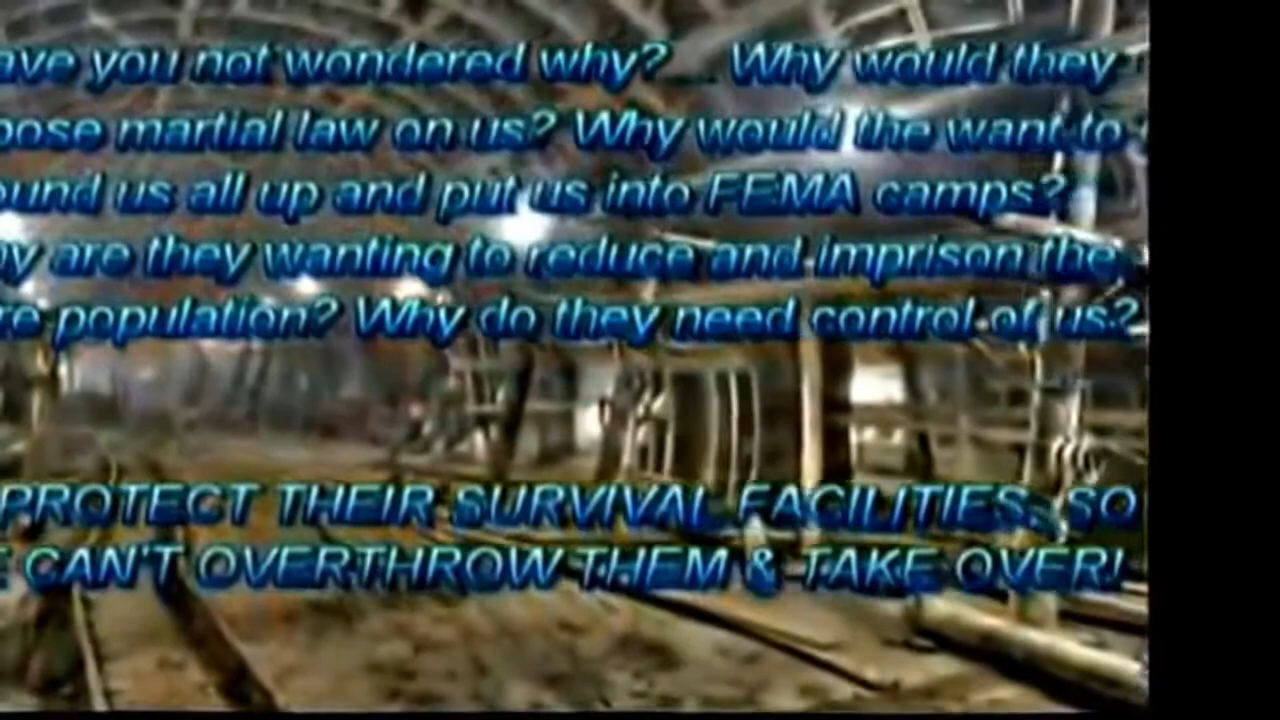 ave you not wondered why? ... Why would they
pose martial law on us? Why would the want to
ound us all up and put us into FEMA camps?
y are they wanting to reduce and imprison the
re population? Why do they need control of us?
PROTECT THEIR SURVIVAL FACILITIES, SO
E CAN'T OVERTHROW THEM & TAKE OVER!